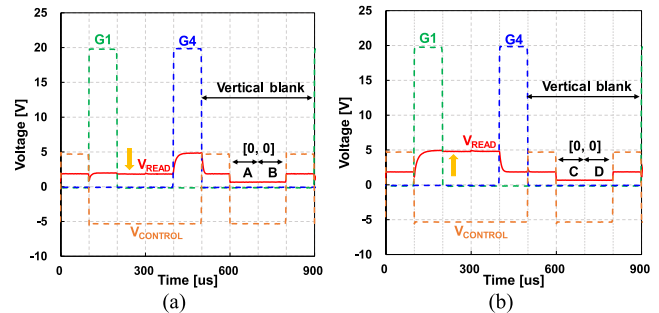 25
20
15
10
5
0
-5
-10
Voltage [V]
G1
G4
Vertical blank
[0, 0]
A B
VREAD
VCONTROL
0 300 600 900
Time [us]
(a)
25
20
15
10
5
0
-5
-10
Voltage [V]
G1
G4
Vertical blank
[0, 0]
C D
VREAD
VCONTROL
0 300 600 900
Time [us]
(b)